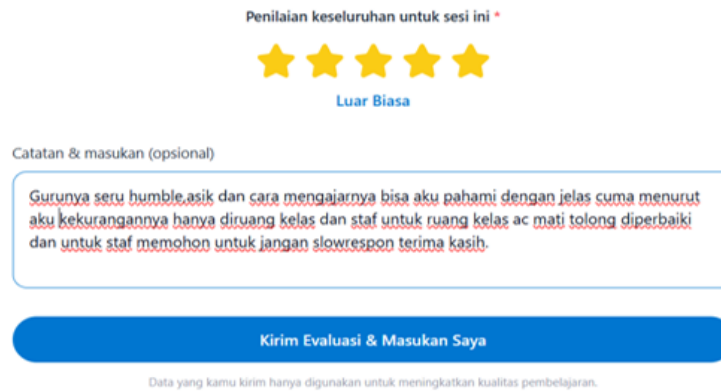 Penilaian keseluruhan untuk sesi ini *
Luar Biasa
Catatan & masukan (opsional)
Gurunya seru humble,asik dan cara mengajarnya bisa aku pahami dengan jelas cuma menurut
aku kekurangannya hanya diruang kelas dan staf untuk ruang kelas ac mati tolong diperbaiki
dan untuk staf memohon untuk jangan slowrespon terima kasih.
Kirim Evaluasi & Masukan Saya
Data yang kamu kirim hanya digunakan untuk meningkatkan kualitas pembelajaran.